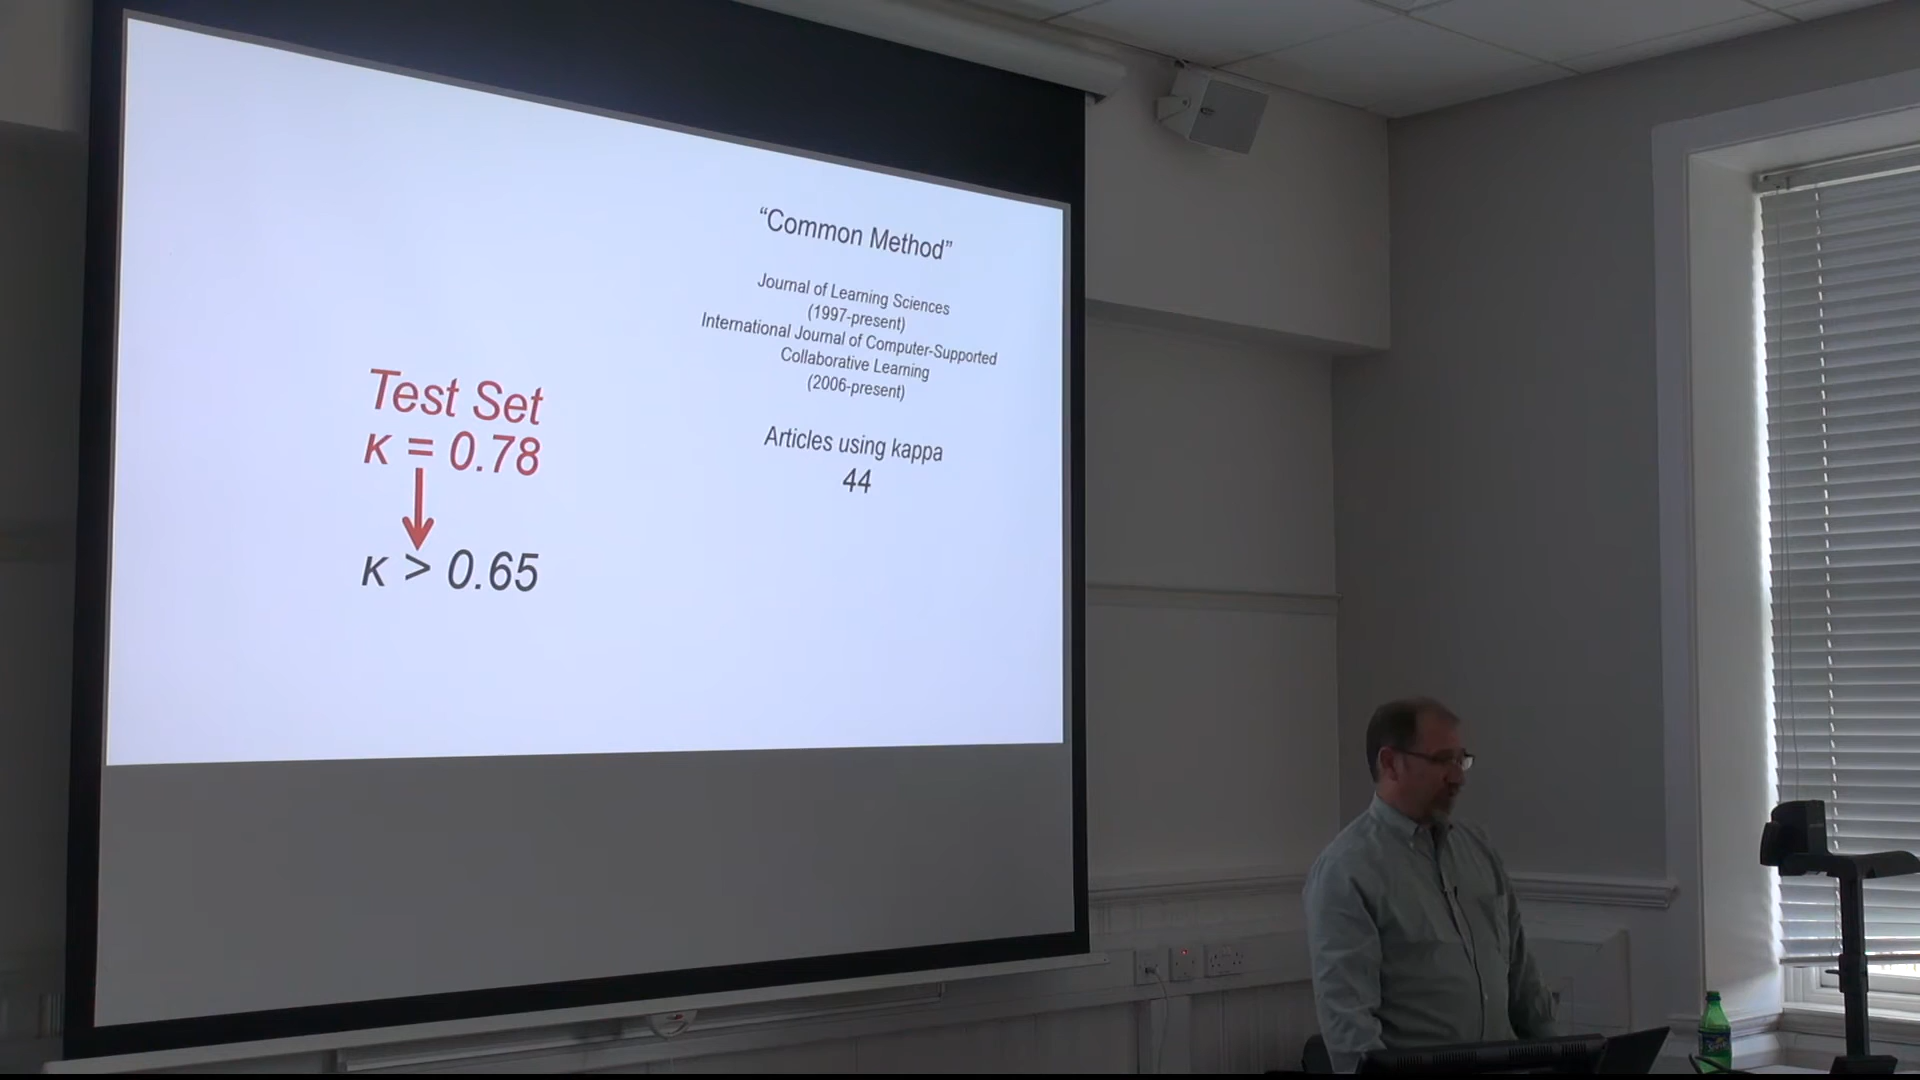 Test Set
κ = 0.78
κ > 0.65
“Common Method”
Journal of Learning Sciences
(1997-present)
International Journal of Computer-Supported
Collaborative Learning
(2006-present)
Articles using kappa
44